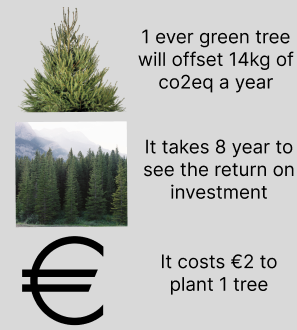 1 ever green tree
will offset 14kg of
co2eq a year
It takes 8 year to
see the return on
investment
€
It costs €2 to
plant 1 tree